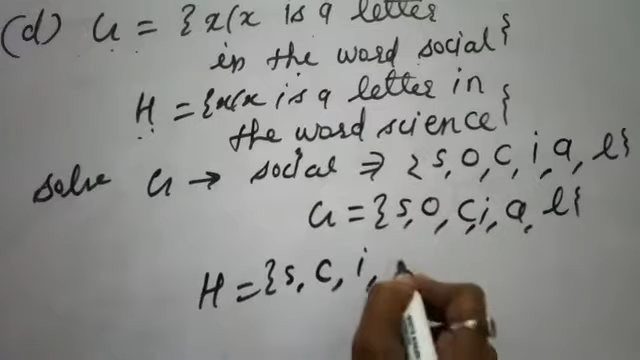 (d) G = {x/x is a letter
in the word social}
H = {x/x is a letter in
the word science}
solve G → social ⇒ {s, o, c, i, a, l}
G = {s, o, c, i, a, l}
H = {s, c, i,